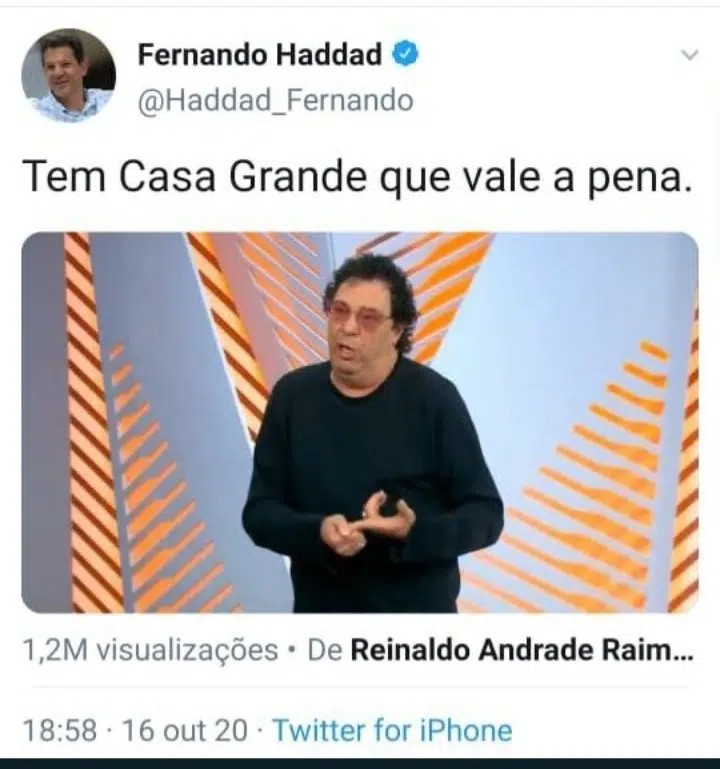 Fernando Haddad
@Haddad_Fernando
Tem Casa Grande que vale a pena.
1,2M visualizações • De Reinaldo Andrade Raim...
18:58 · 16 out 20 · Twitter for iPhone